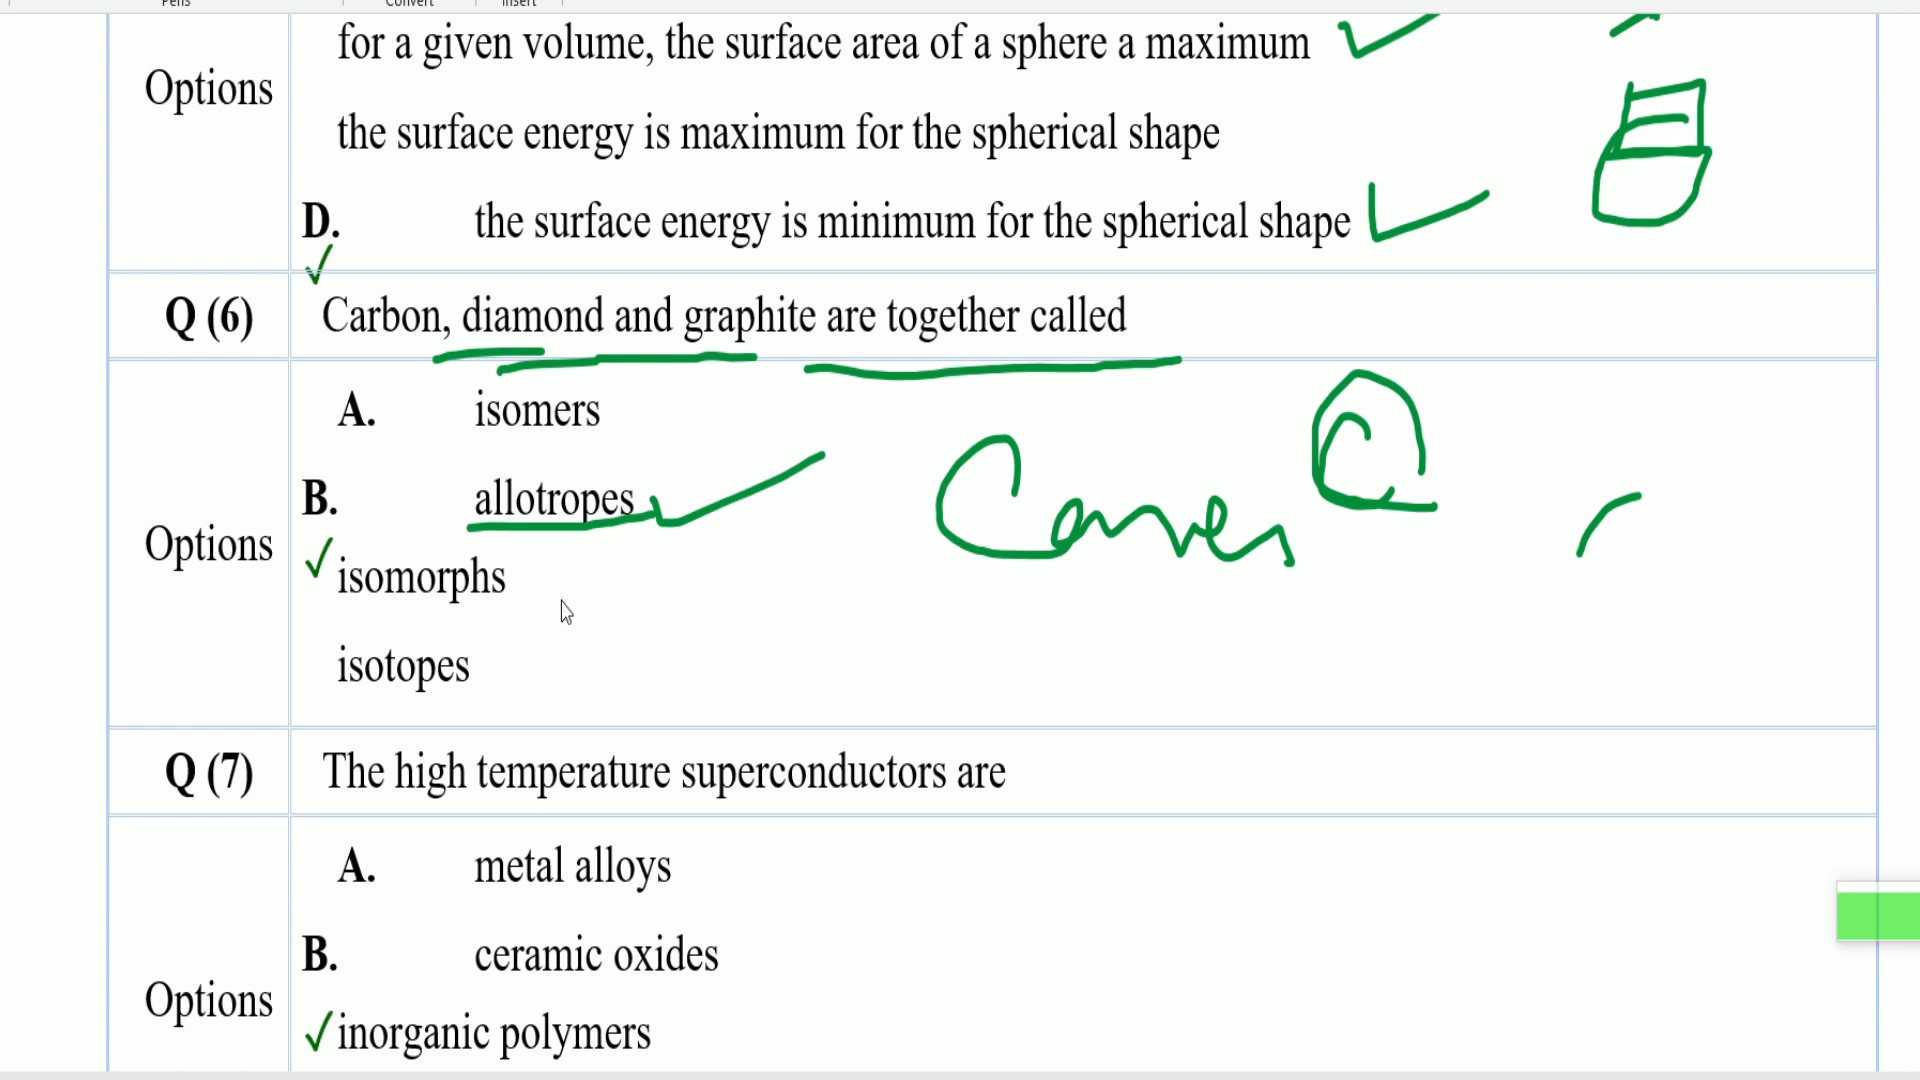 Pens Convert Insert
for a given volume, the surface area of a sphere a maximum
Options
the surface energy is maximum for the spherical shape
D. the surface energy is minimum for the spherical shape
Q (6) Carbon, diamond and graphite are together called
A. isomers
B. allotropes
Options
isomorphs
isotopes
Q (7) The high temperature superconductors are
A. metal alloys
B. ceramic oxides
Options
inorganic polymers